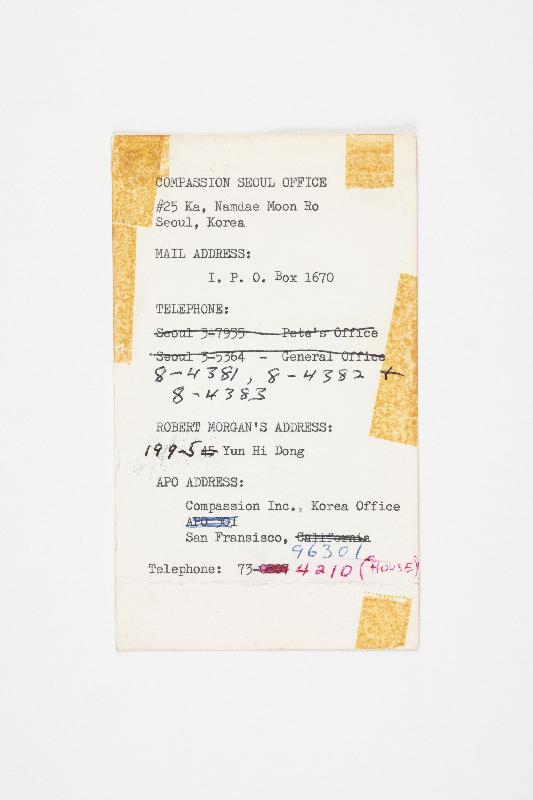 COMPASSION SEOUL OFFICE
#25 Ka, Namdae Moon Ro
Seoul, Korea
MAIL ADDRESS:
I. P. O. Box 1670
TELEPHONE:
Seoul 3-7935 Pete's Office
Seoul 3-5364 - General Office
8-4381, 8-4382 +
8-4383
ROBERT MORGAN'S ADDRESS:
199-5 45 Yun Hi Dong
APO ADDRESS:
Compassion Inc., Korea Office
APO 301
San Fransisco, California
96301
Telephone: 73- 4210 (HOUSE)